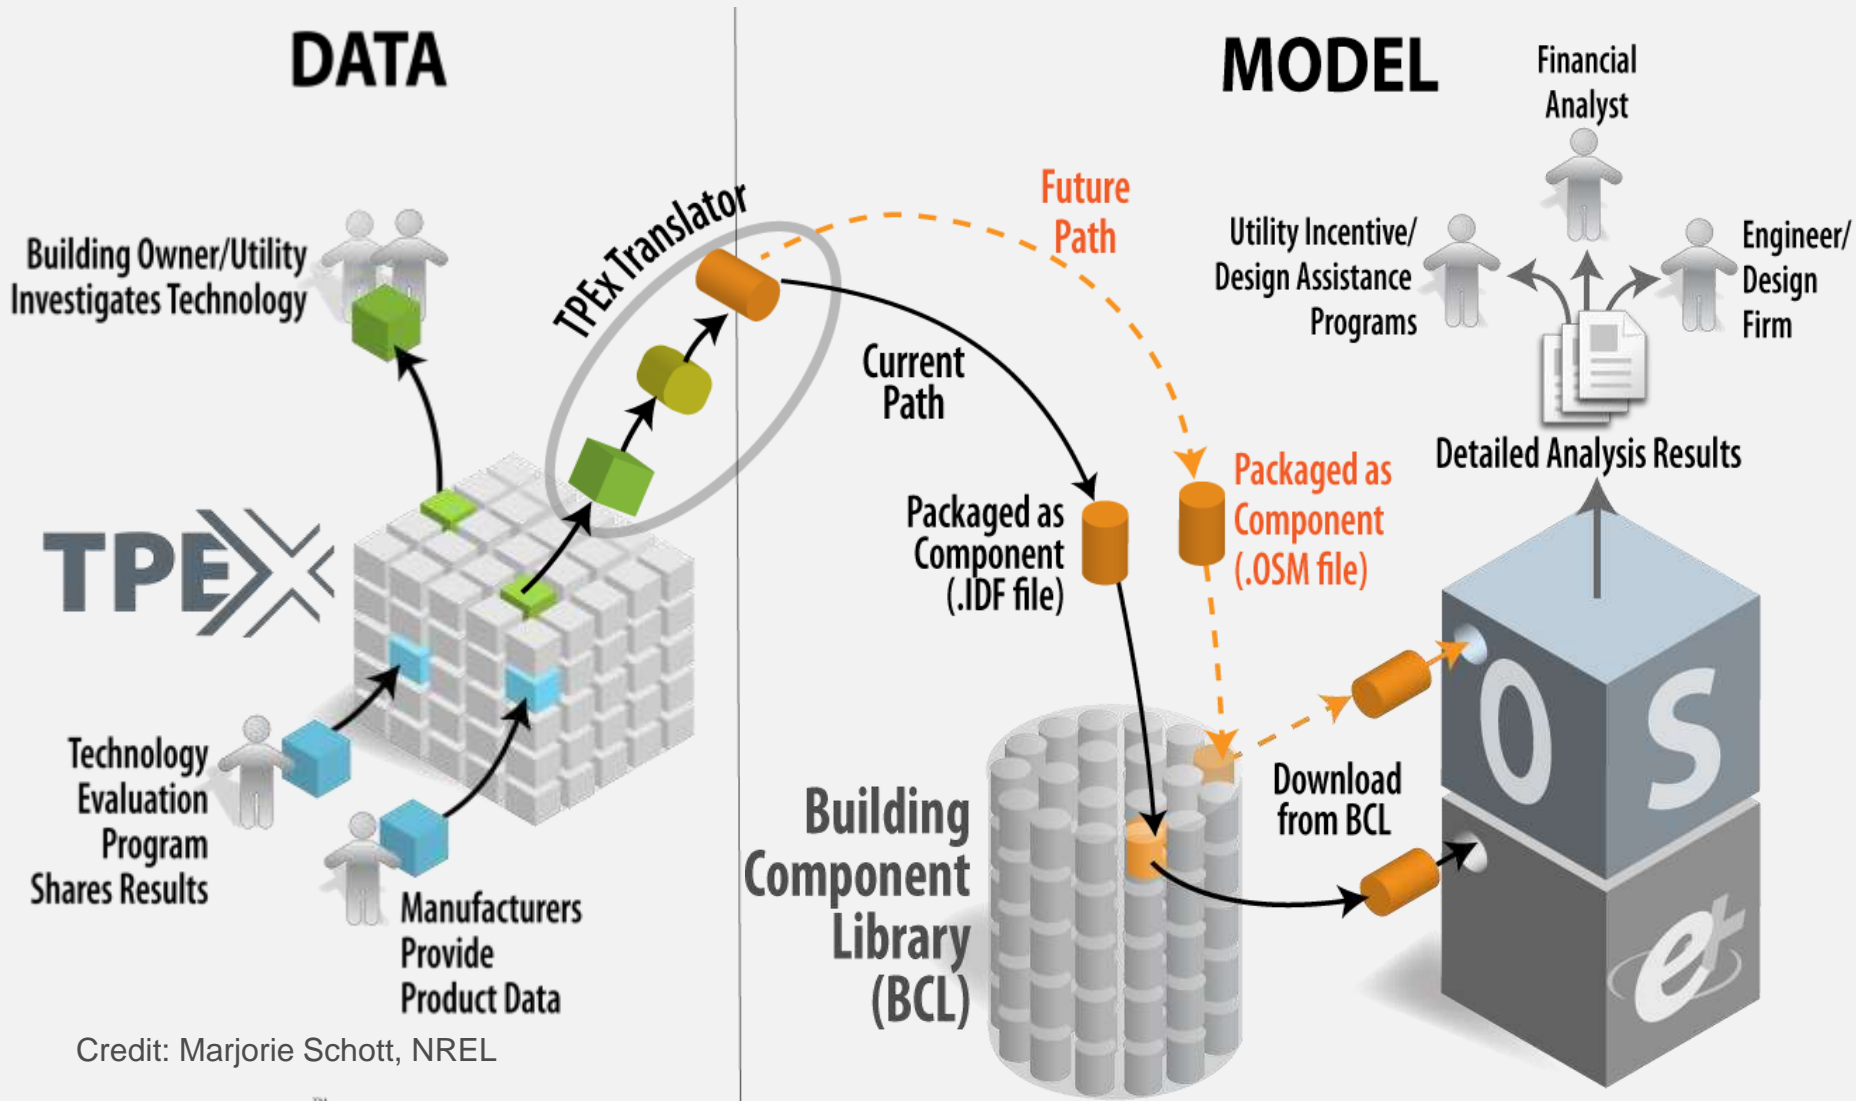 DATA
MODEL
Financial
Analyst
Future
Path
TPEx Translator
Building Owner/Utility
Investigates Technology
Utility Incentive/
Design Assistance
Programs
Engineer/
Design
Firm
Current
Path
Detailed Analysis Results
Packaged as
Component
(.IDF file)
Packaged as
Component
(.OSM file)
TPEX
Technology
Evaluation
Program
Shares Results
Manufacturers
Provide
Product Data
Building
Component
Library
(BCL)
Download
from BCL
O S
e+
Credit: Marjorie Schott, NREL
TM